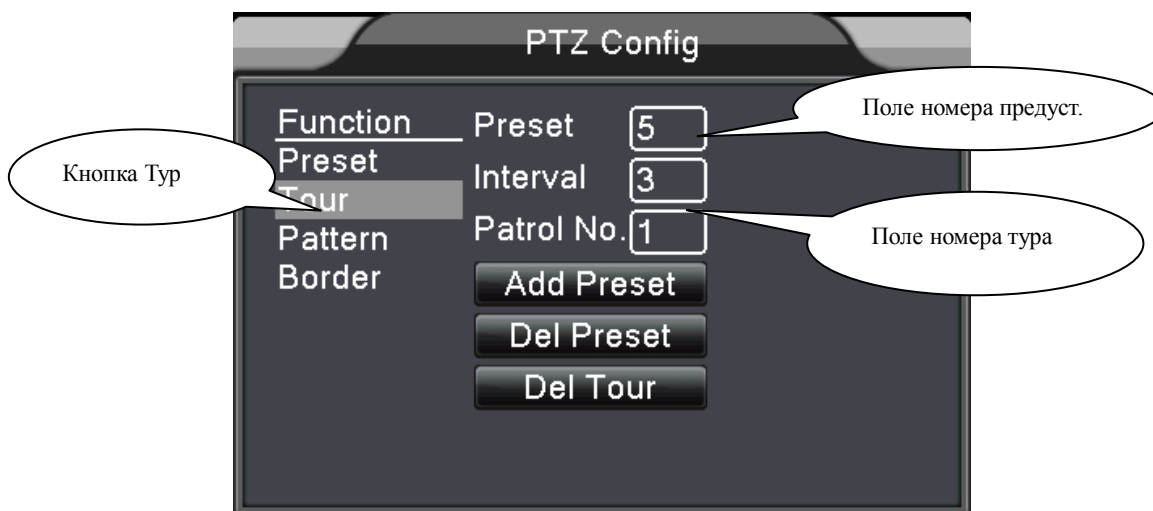 PTZ Config
Function
Preset
Tour
Pattern
Border
Preset 5
Interval 3
Patrol No. 1
Add Preset
Del Preset
Del Tour
Кнопка Тур
Поле номера предуст.
Поле номера тура